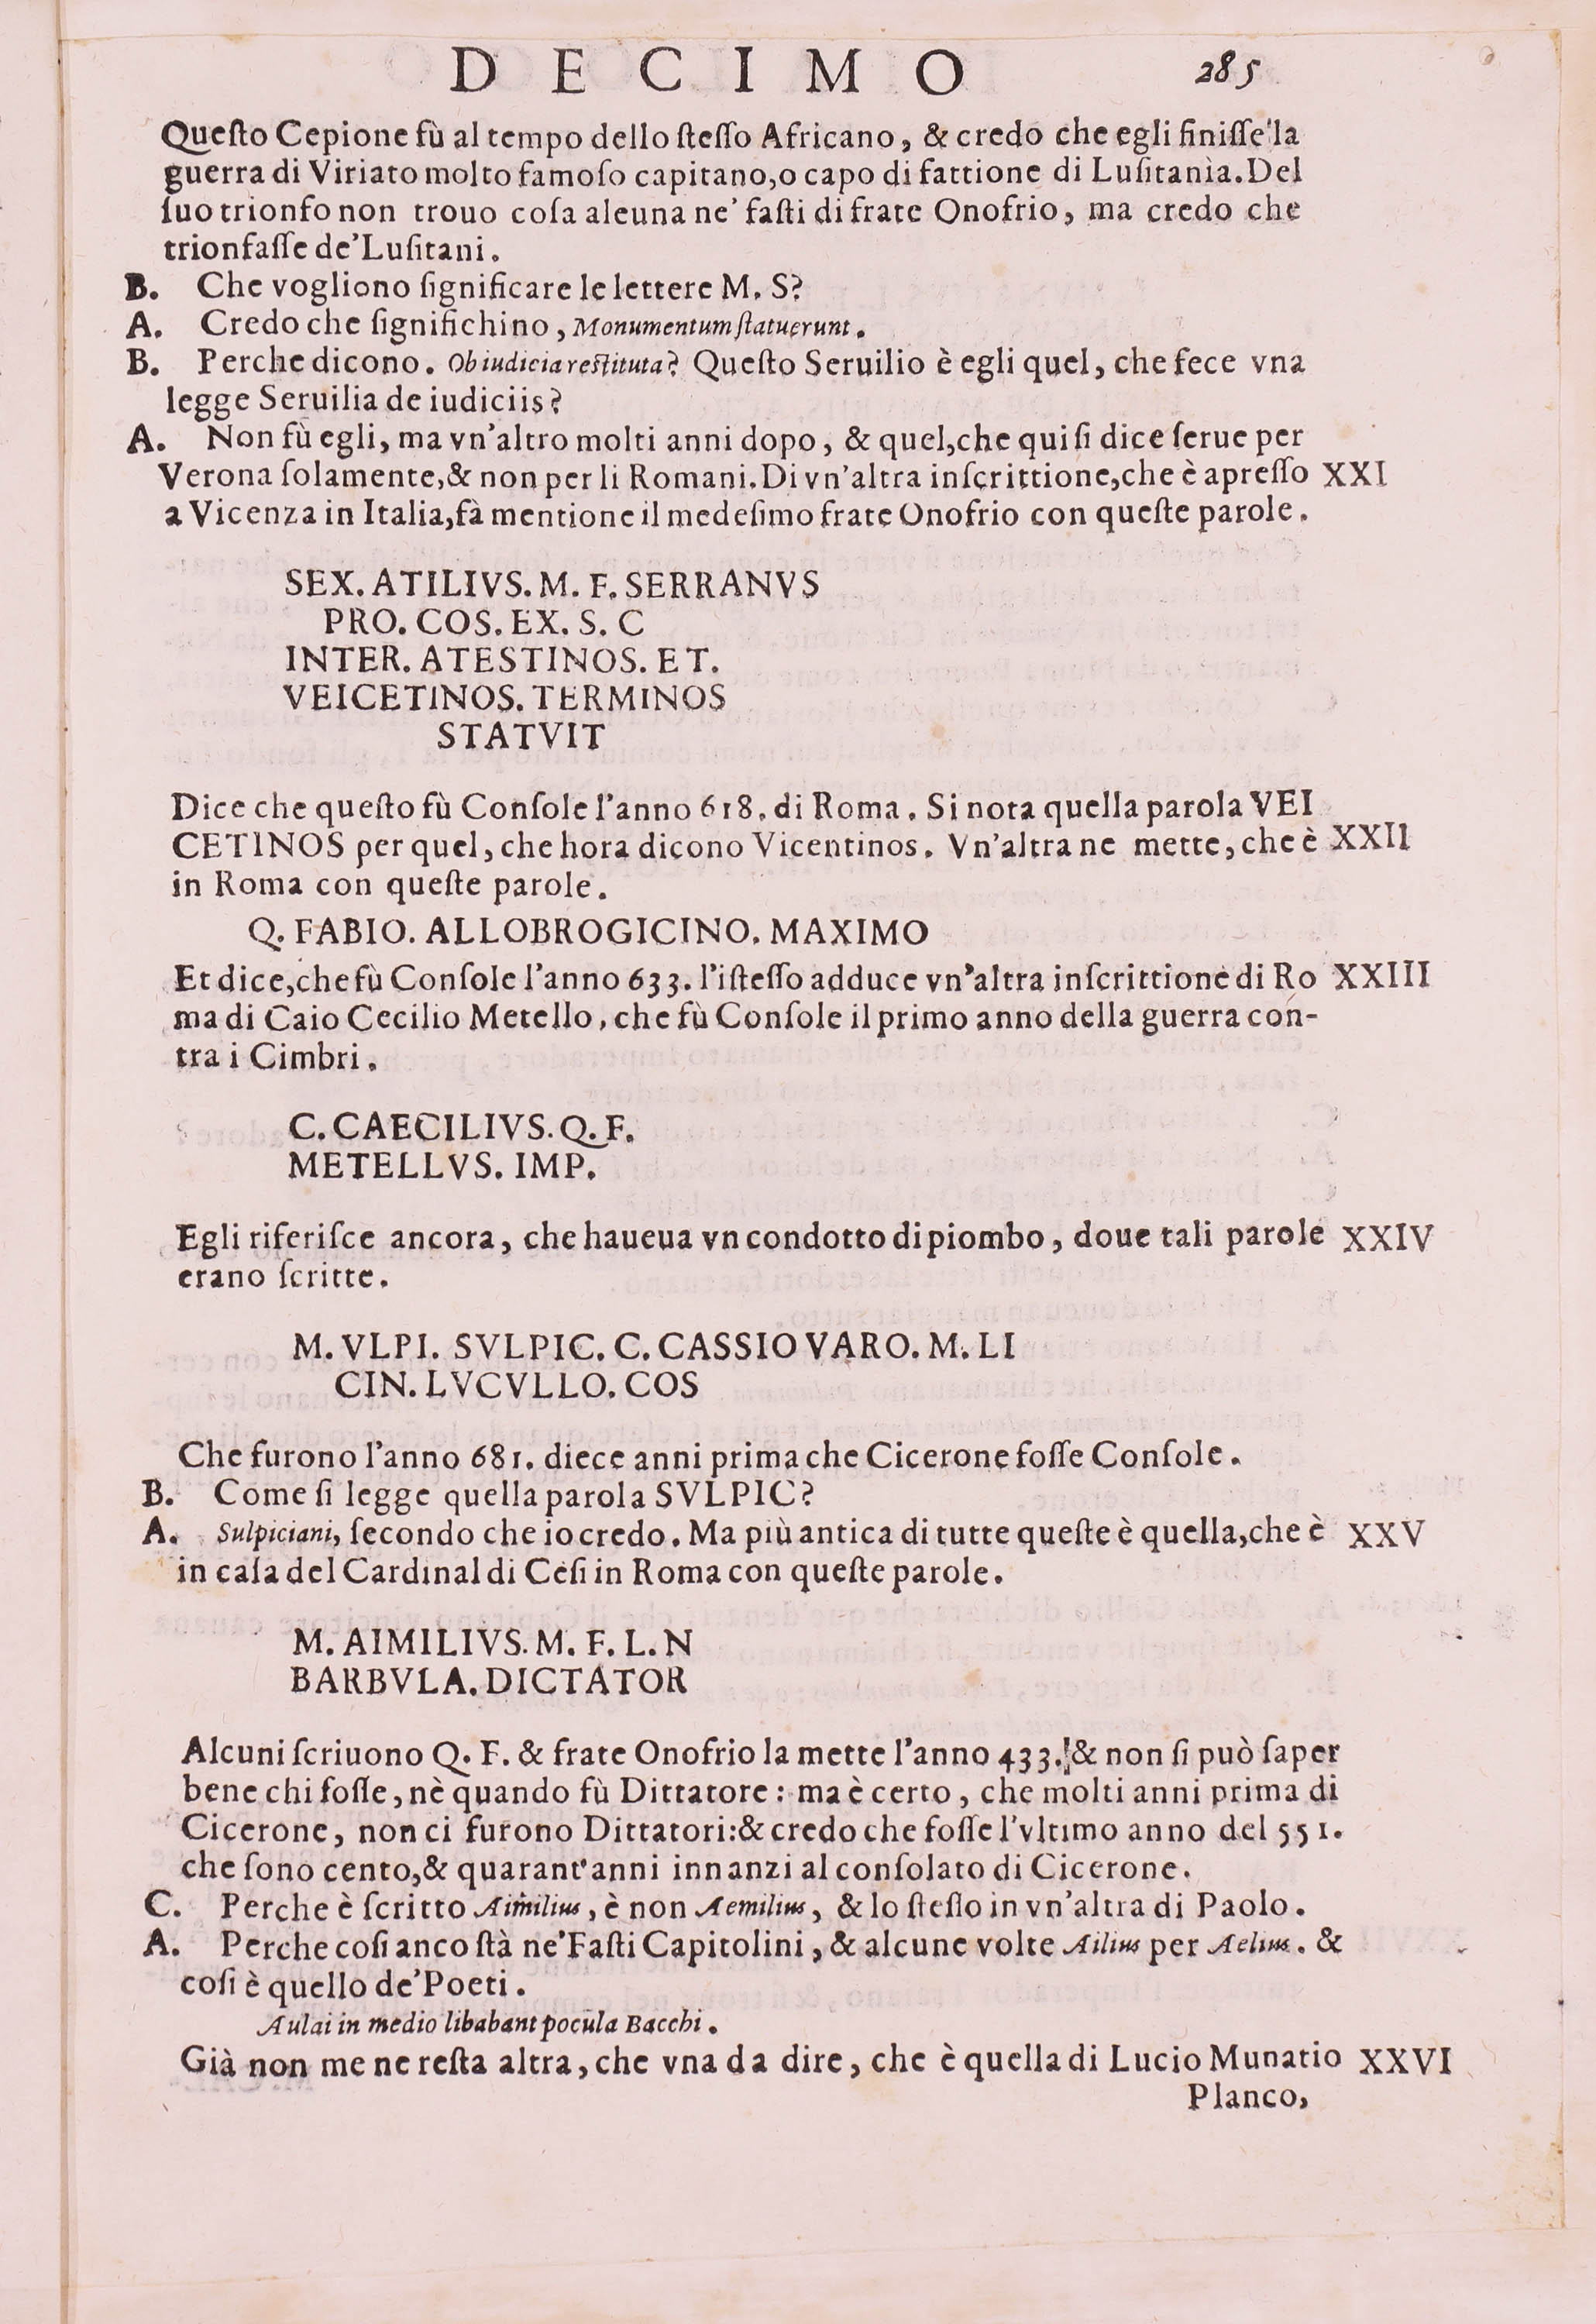 DECIMO 285
Queſto Cepione fù al tempo dello ſteſſo Africano, & credo che egli finiſſe la
guerra di Viriato molto famoſo capitano, o capo di fattione di Luſitania. Del
ſuo trionfo non trouo coſa alcuna ne' faſti di frate Onofrio, ma credo che
trionfaſſe de' Luſitani.
B. Che vogliono ſignificare le lettere M. S?
A. Credo che ſignifichino, Monumentum ſtatuerunt.
B. Perche dicono. Ob iudicia reſtituta? Queſto Seruilio è egli quel, che fece vna
legge Seruilia de iudiciis?
A. Non fù egli, ma vn'altro molti anni dopo, & quel, che qui ſi dice ſerue per
Verona ſolamente, & non per li Romani. Di vn'altra inſcrittione, che è apreſſo XXI
a Vicenza in Italia, fà mentione il medeſimo frate Onofrio con queſte parole.
SEX. ATILIVS. M. F. SERRANVS
PRO. COS. EX. S. C
INTER. ATESTINOS. ET.
VEICETINOS. TERMINOS
STATVIT
Dice che queſto fù Conſole l'anno 618. di Roma. Si nota quella parola VEI
CETINOS per quel, che hora dicono Vicentinos. Vn'altra ne mette, che è XXII
in Roma con queſte parole.
Q. FABIO. ALLOBROGICINO. MAXIMO
Et dice, che fù Conſole l'anno 633. l'iſteſſo adduce vn'altra inſcrittione di Ro XXIII
ma di Caio Cecilio Metello, che fù Conſole il primo anno della guerra con-
tra i Cimbri.
C. CAECILIVS. Q. F.
METELLVS. IMP.
Egli riferiſce ancora, che haueua vn condotto di piombo, doue tali parole XXIV
erano ſcritte.
M. VLPI. SVLPIC. C. CASSIO VARO. M. LI
CIN. LVCVLLO. COS
Che furono l'anno 681. diece anni prima che Cicerone foſſe Conſole.
B. Come ſi legge quella parola SVLPIC?
A. Sulpiciani, ſecondo che io credo. Ma più antica di tutte queſte è quella, che è XXV
in caſa del Cardinal di Ceſi in Roma con queſte parole.
M. AIMILIVS. M. F. L. N
BARBVLA. DICTATOR
Alcuni ſcriuono Q. F. & frate Onofrio la mette l'anno 433. & non ſi può ſaper
bene chi foſſe, nè quando fù Dittatore: ma è certo, che molti anni prima di
Cicerone, non ci furono Dittatori: & credo che foſſe l'vltimo anno del 551.
che ſono cento, & quarant'anni innanzi al conſolato di Cicerone.
C. Perche è ſcritto Aimilius, è non Aemilius, & lo ſteſſo in vn'altra di Paolo.
A. Perche coſi anco ſtà ne' Faſti Capitolini, & alcune volte Ailius per Aelius. &
coſi è quello de' Poeti.
Aulai in medio libabant pocula Bacchi.
Già non me ne reſta altra, che vna da dire, che è quella di Lucio Munatio XXVI
Planco,